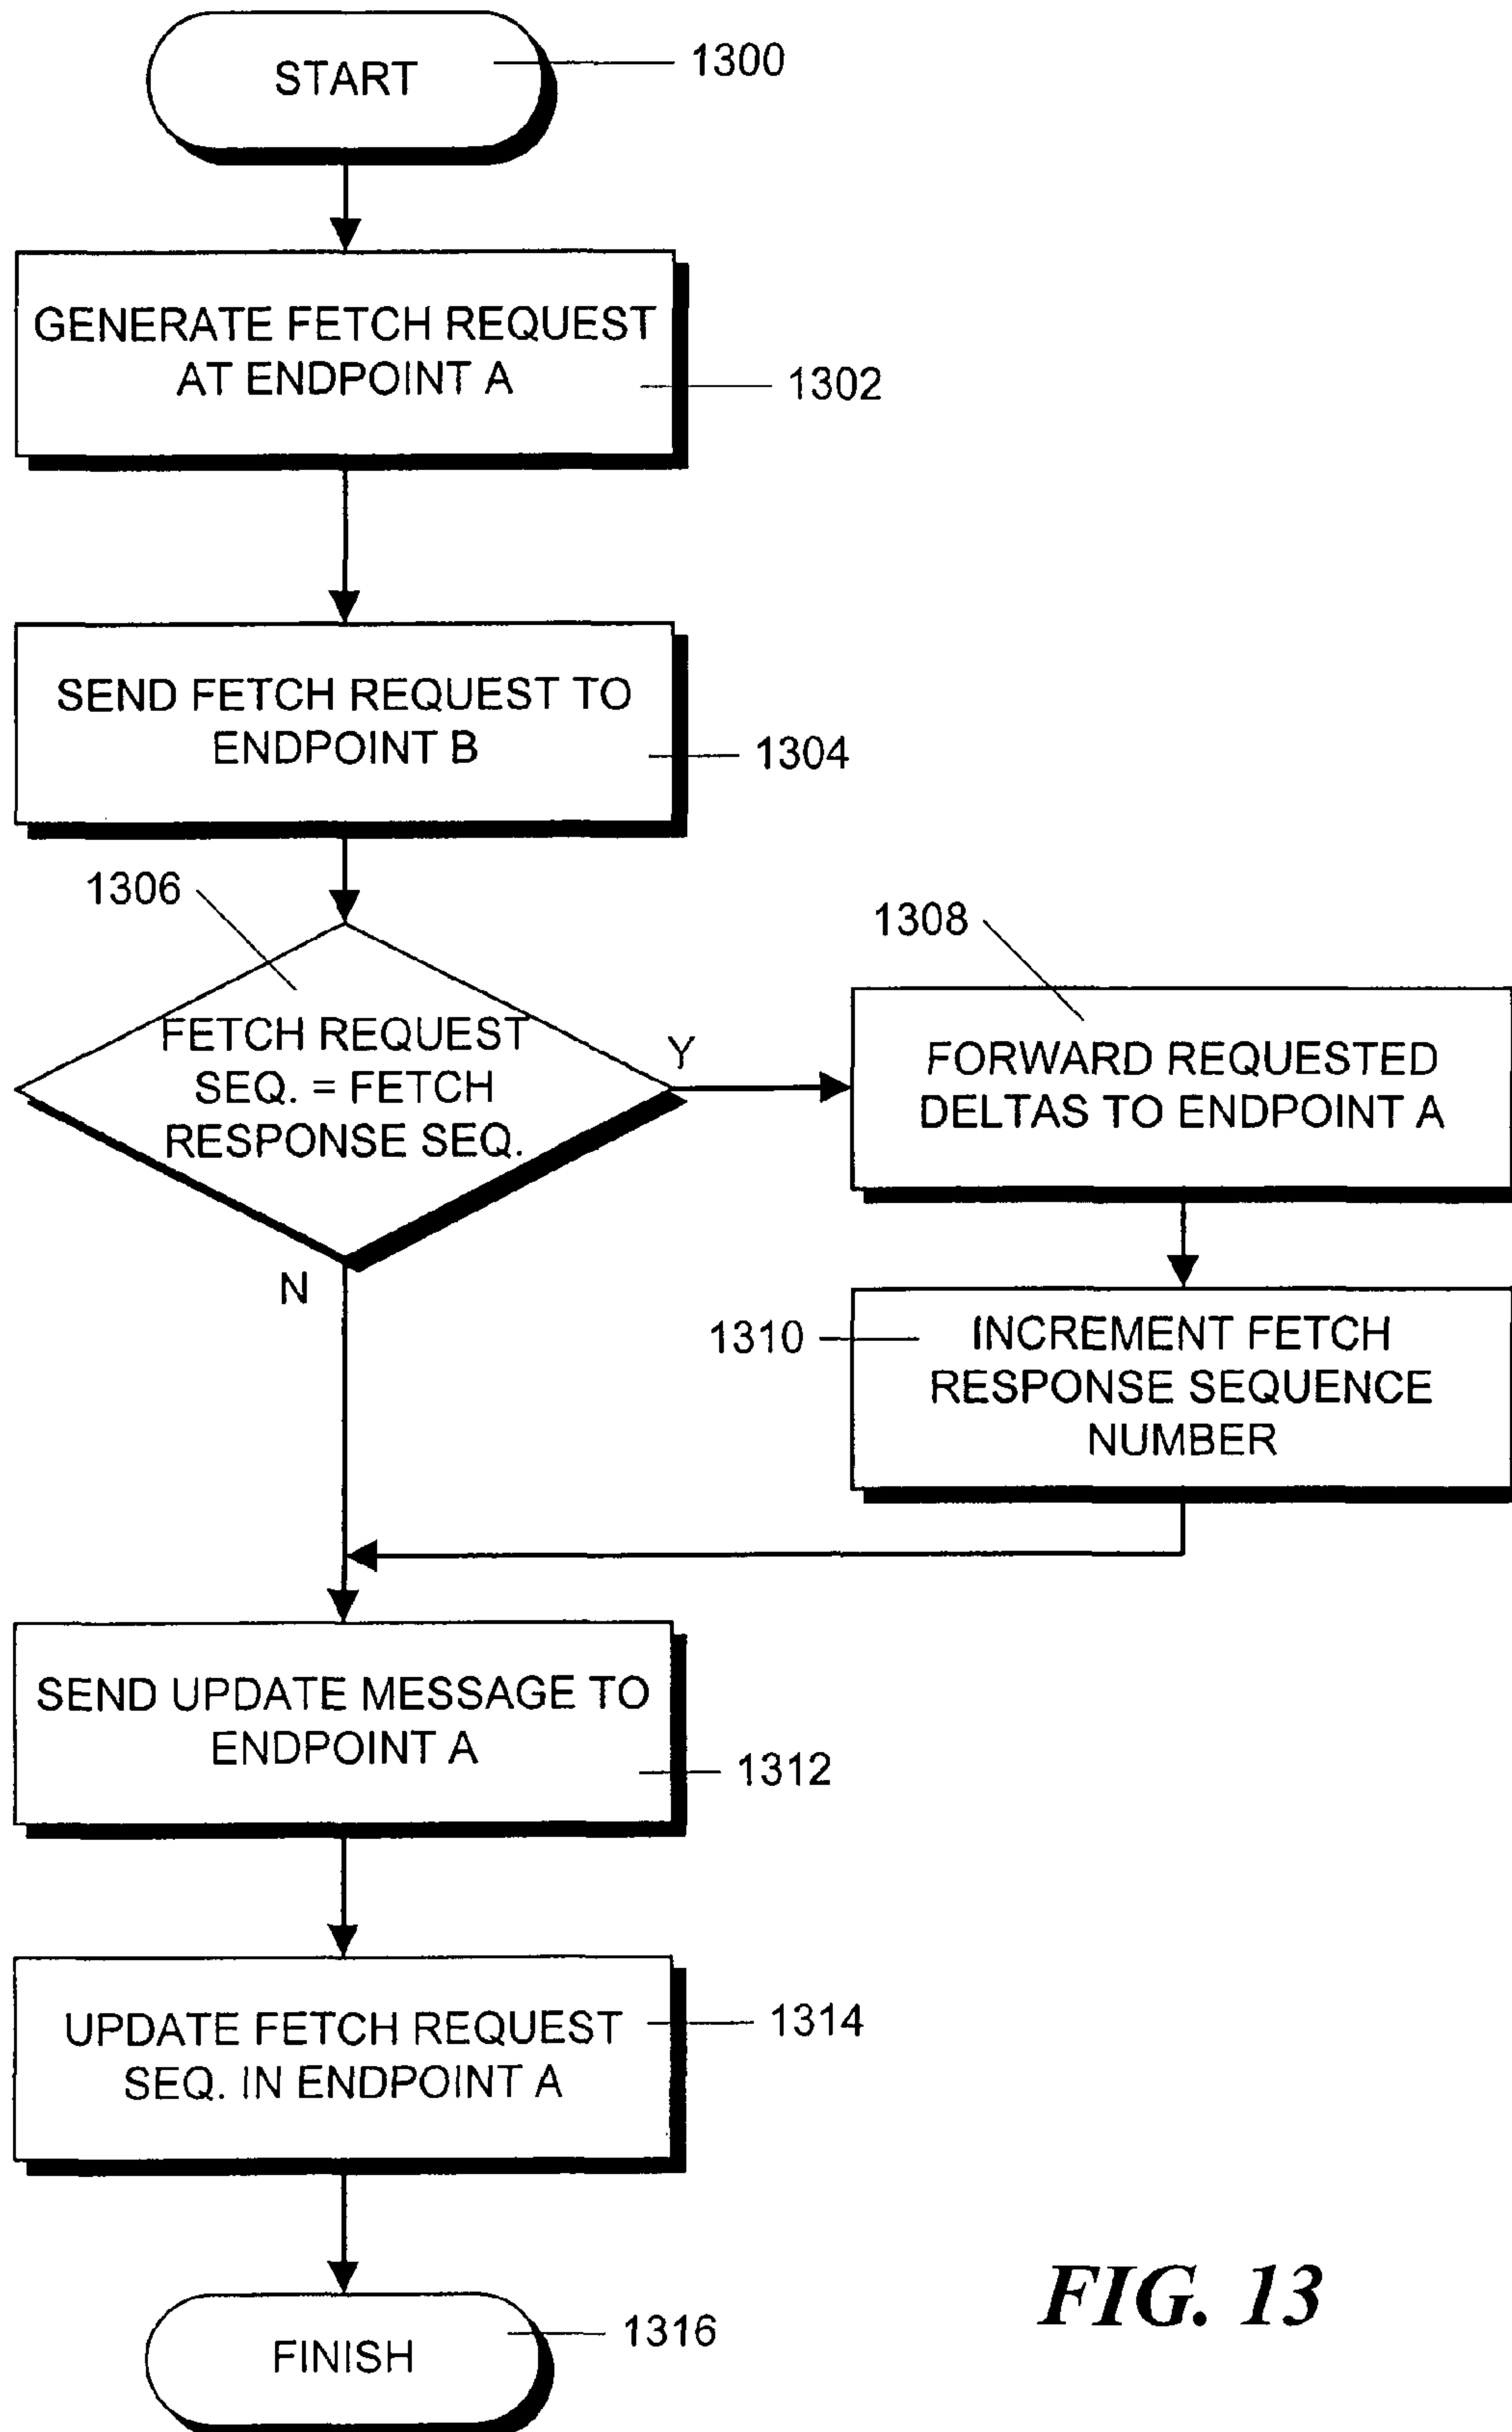 START
1300
GENERATE FETCH REQUEST
AT ENDPOINT A
1302
SEND FETCH REQUEST TO
ENDPOINT B
1304
1306
FETCH REQUEST
SEQ. = FETCH
RESPONSE SEQ.
Y
N
1308
FORWARD REQUESTED
DELTAS TO ENDPOINT A
1310
INCREMENT FETCH
RESPONSE SEQUENCE
NUMBER
SEND UPDATE MESSAGE TO
ENDPOINT A
1312
UPDATE FETCH REQUEST
SEQ. IN ENDPOINT A
1314
FINISH
1316
FIG. 13